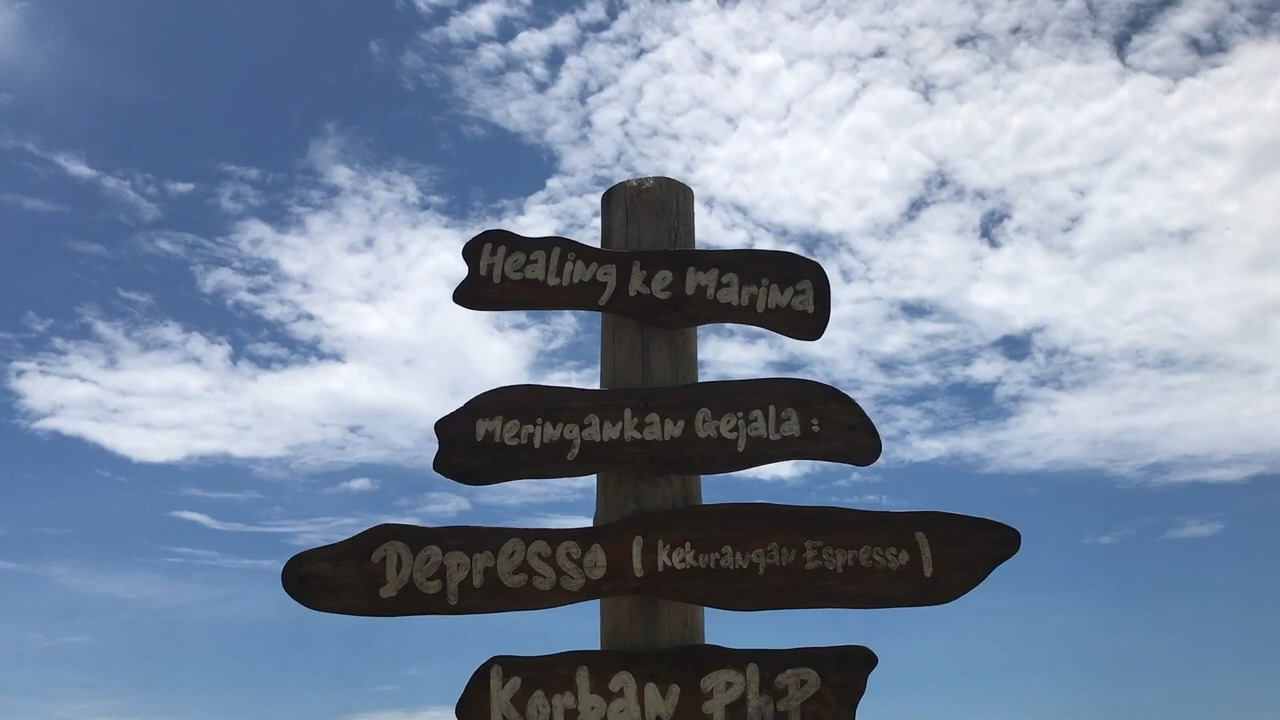 Healing ke Marina
Meringankan Gejala :
Depresso ( Kekurangan Espresso )
Korban PhP